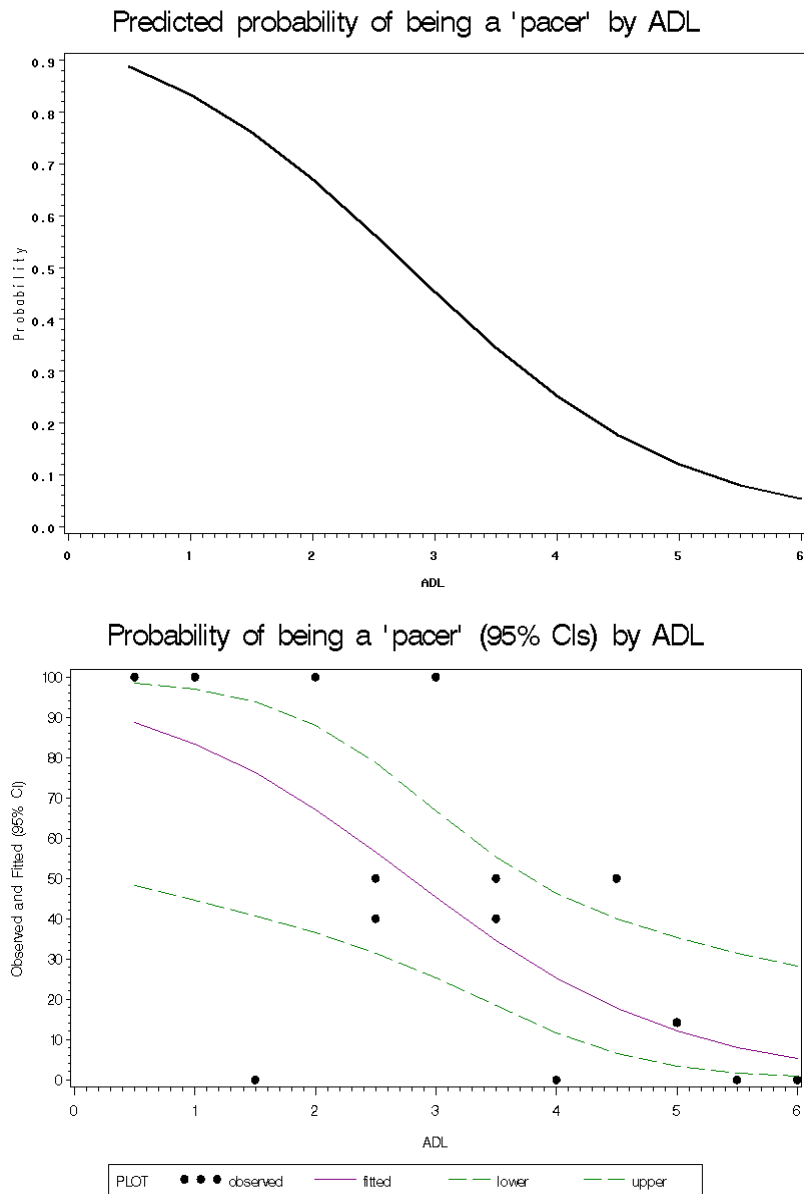 Predicted probability of being a 'pacer' by ADL
0.9
0.8
0.7
0.6
0.5
0.4
0.3
0.2
0.1
0.0
Probability
0 1 2 3 4 5 6
ADL
Probability of being a 'pacer' (95% CIs) by ADL
100
90
80
70
60
50
40
30
20
10
0
Observed and Fitted (95% CI)
0 1 2 3 4 5 6
ADL
PLOT observed fitted lower upper